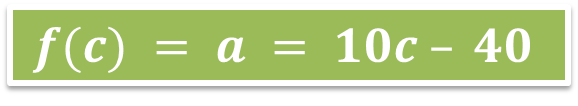 f(c) = a = 10c – 40